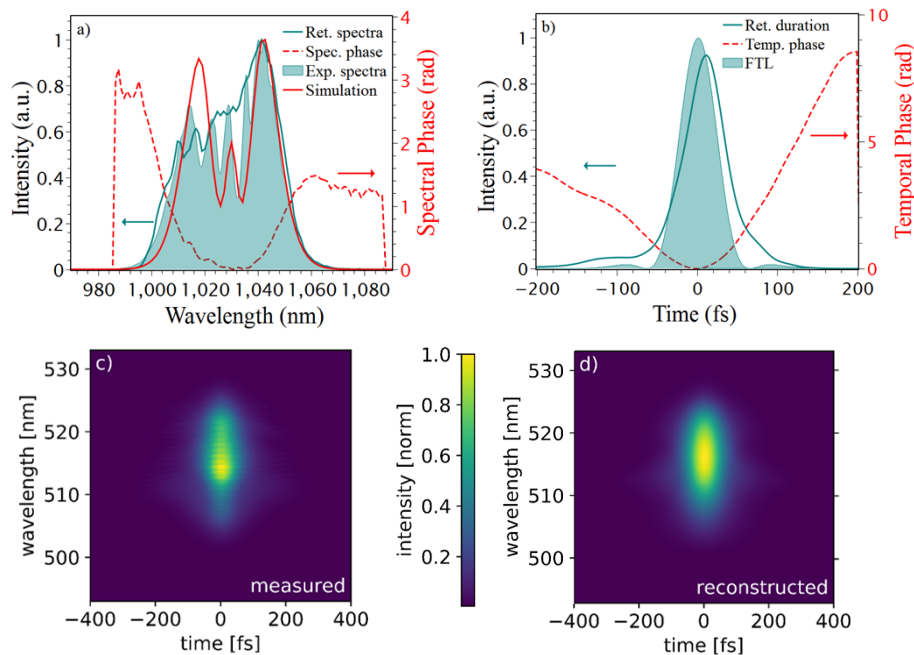 a)
Ret. spectra
Spec. phase
Exp. spectra
Simulation
Intensity (a.u.)
1
0.8
0.6
0.4
0.2
0
4
3
2
1
0
Spectral Phase (rad)
980 1,000 1,020 1,040 1,060 1,080
Wavelength (nm)
b)
Ret. duration
Temp. phase
FTL
Intensity (a.u.)
1
0.8
0.6
0.4
0.2
0
10
5
0
Temporal Phase (rad)
−200 −100 0 100 200
Time (fs)
c)
wavelength [nm]
530
520
510
500
measured
−400 −200 0 200 400
time [fs]
intensity [norm]
1.0
0.8
0.6
0.4
0.2
d)
wavelength [nm]
530
520
510
500
reconstructed
−400 −200 0 200 400
time [fs]